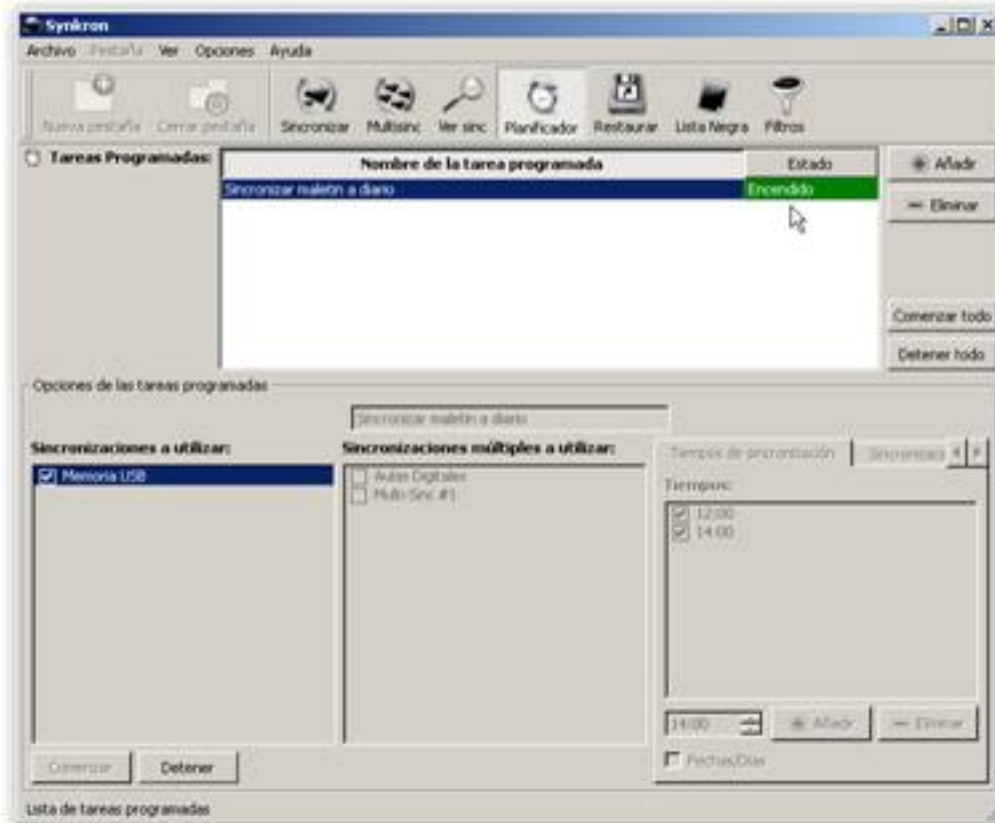 Synkron
Archivo Pestaña Ver Opciones Ayuda
Nueva pestaña Cerrar pestaña Sincronizar Multisinc Ver sinc Planificador Restaurar Lista Negra Filtros
Tareas Programadas:
Nombre de la tarea programada Estado
Sincronizar maletin a diario Encendido
Añadir
Eliminar
Comenzar todo
Detener todo
Opciones de las tareas programadas
Sincronizar maletin a diario
Sincronizaciones a utilizar:
Memoria USB
Sincronizaciones múltiples a utilizar:
Aulas Digitales
Multi-Sinc #1
Tiempos de sincronización
Tiempos:
12:00
14:00
14:00 Añadir Eliminar
Fechas/Días
Comenzar Detener
Lista de tareas programadas